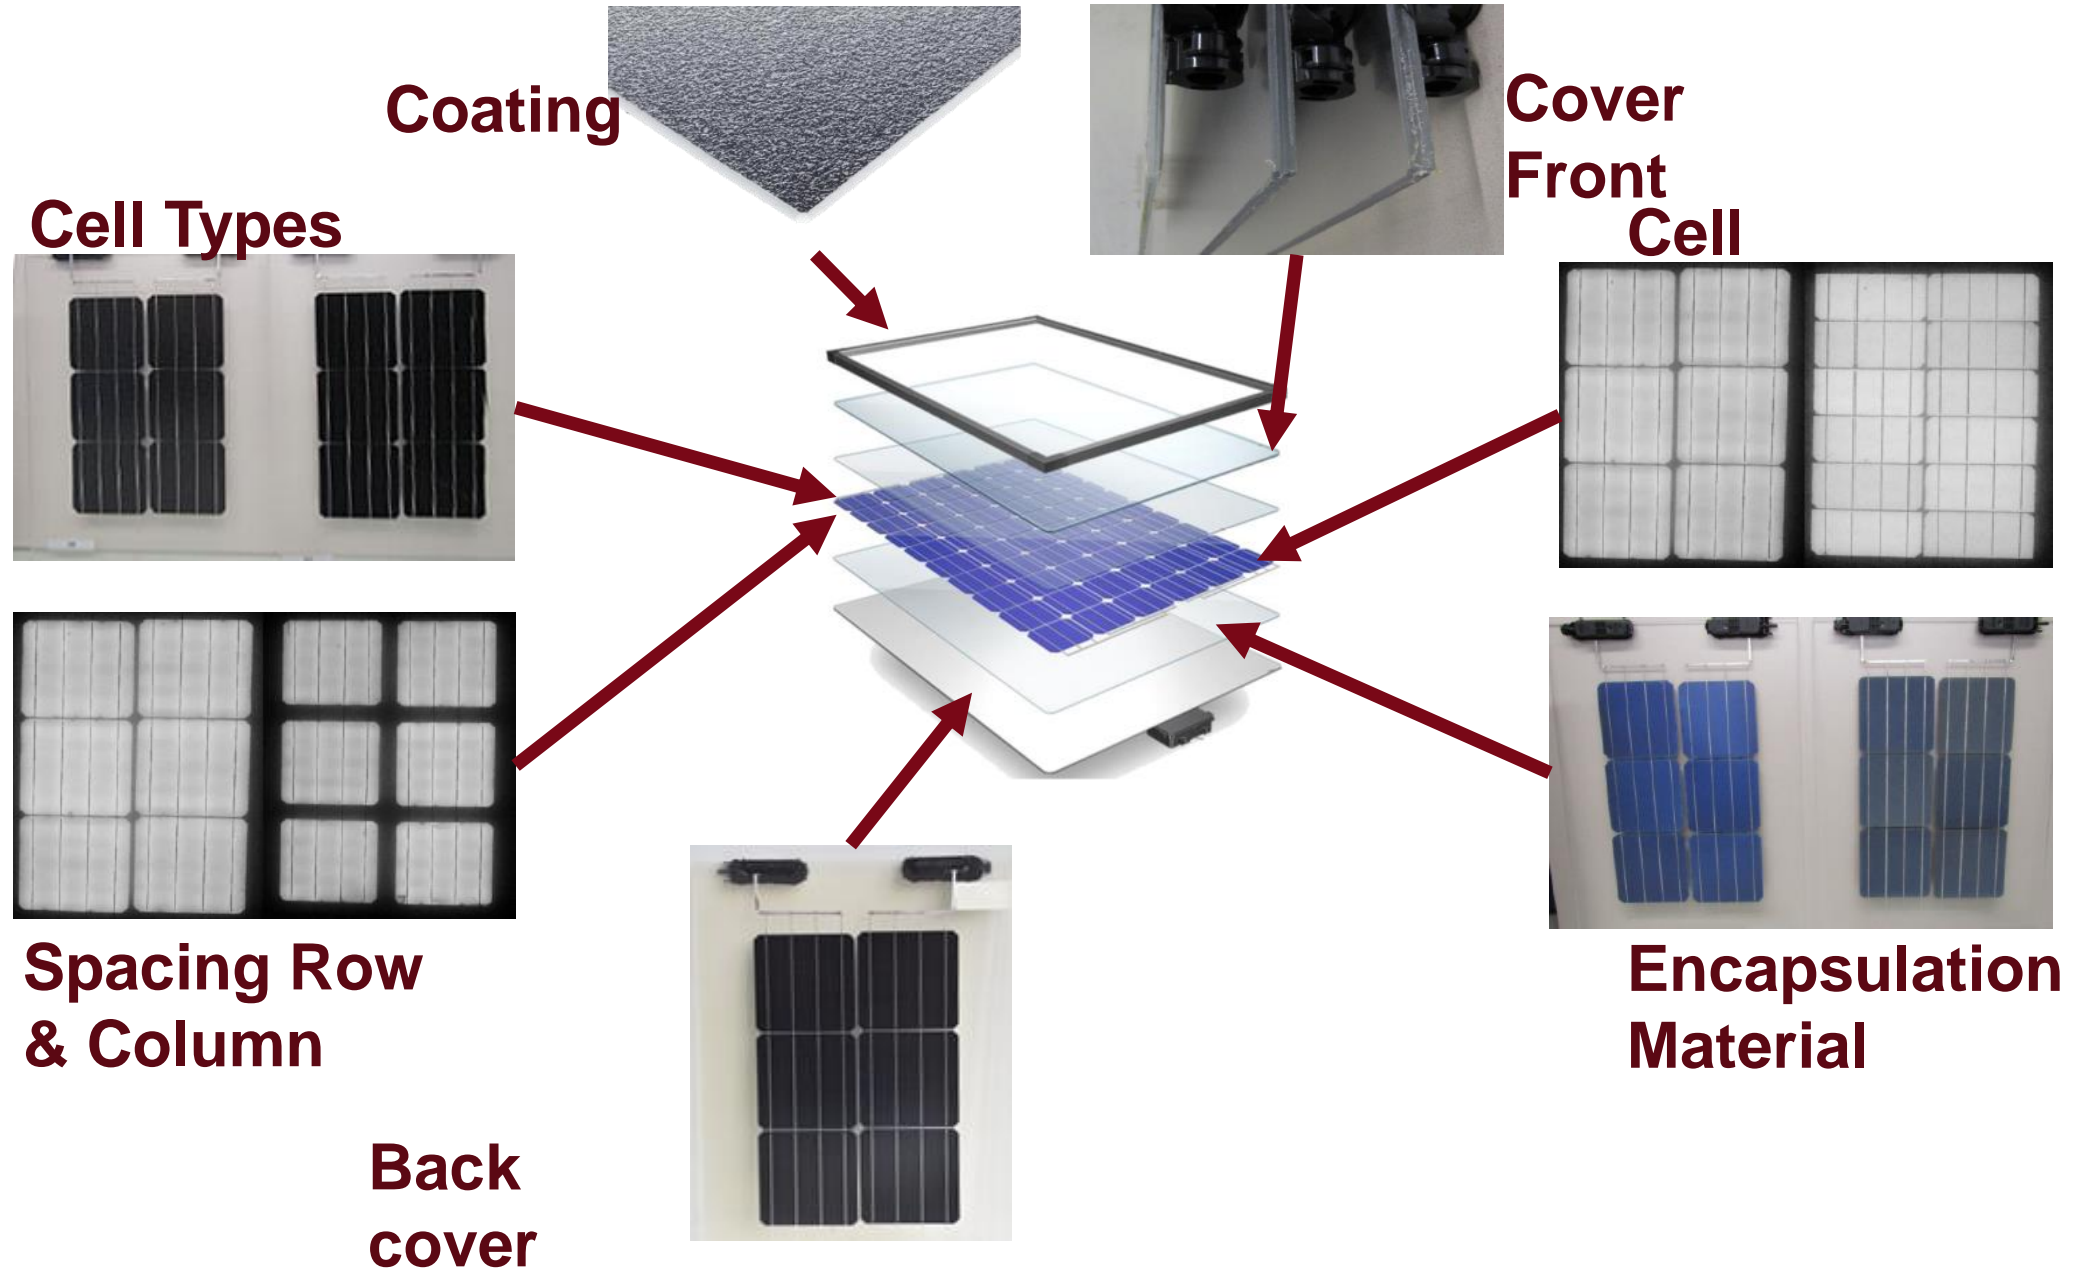 Coating
Cover
Front
Cell Types
Cell
Spacing Row
& Column
Encapsulation
Material
Back
cover